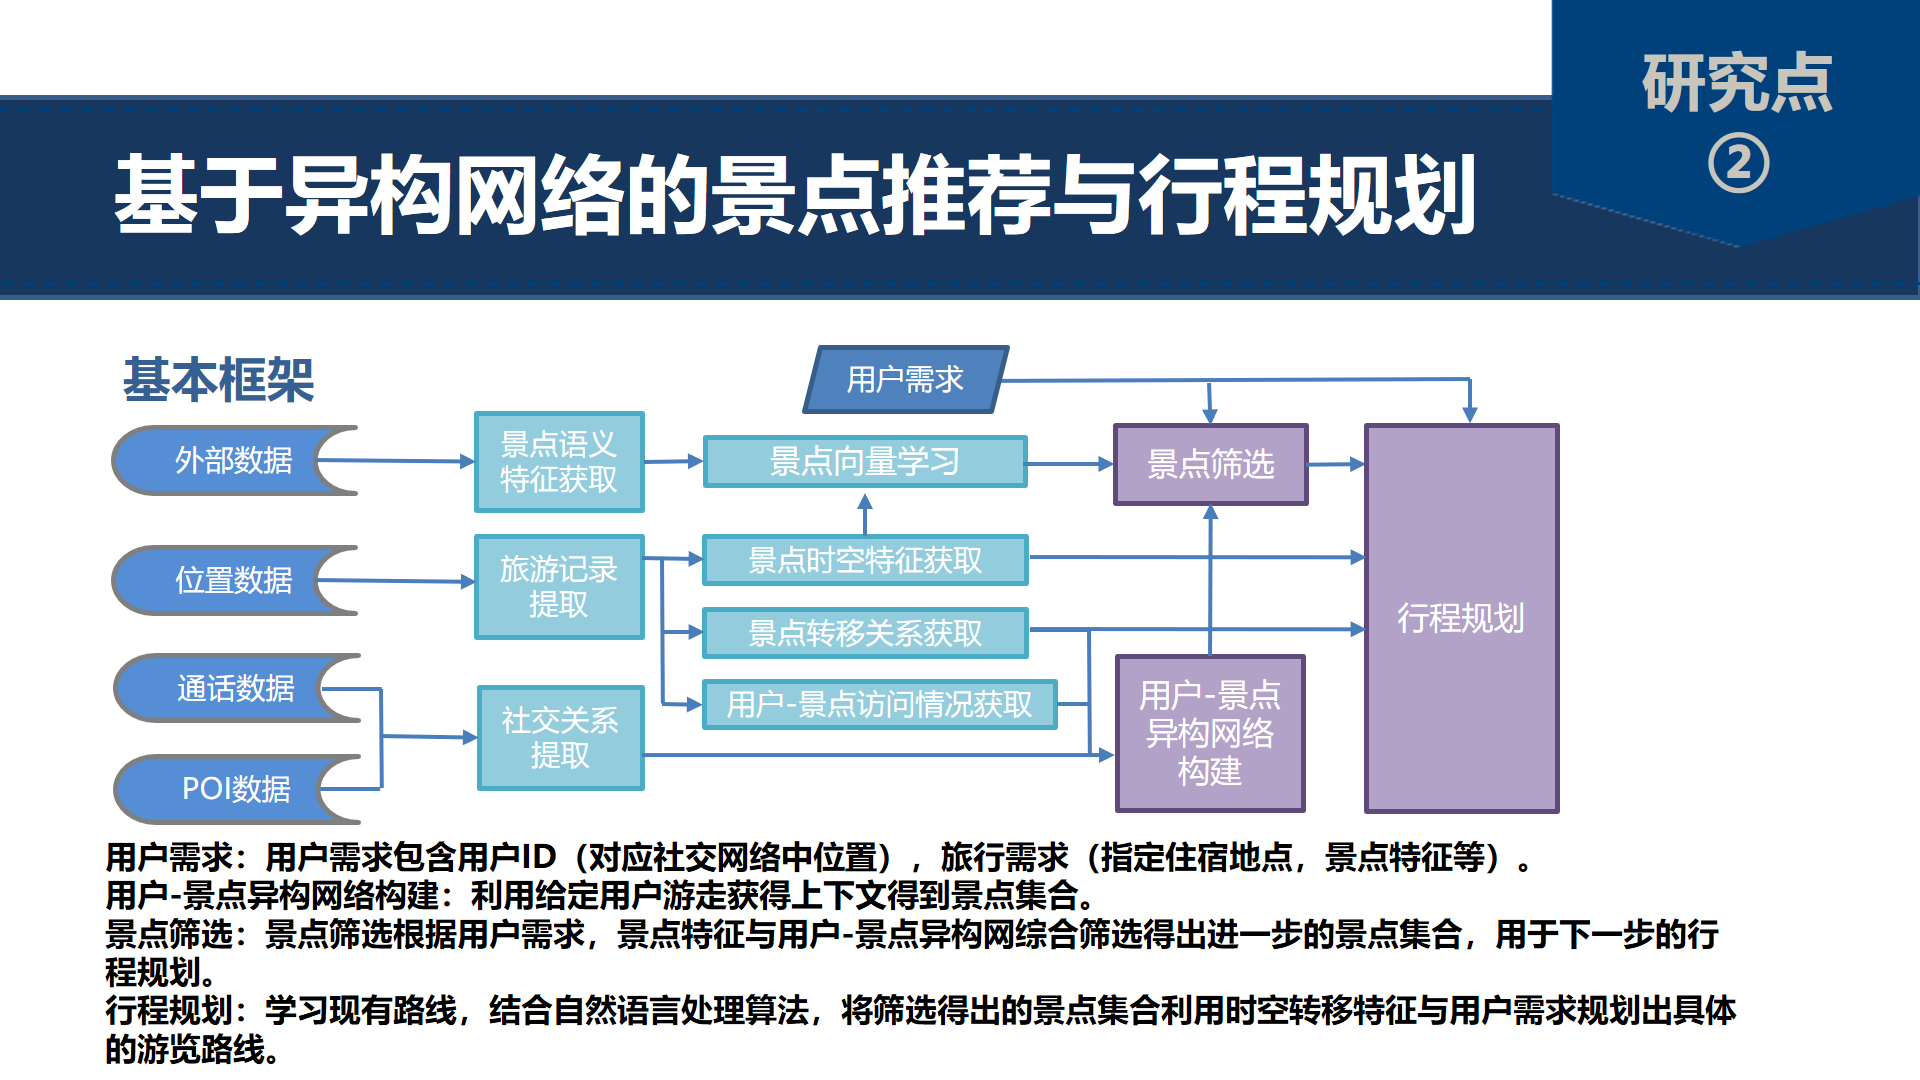 研究点
②
基于异构网络的景点推荐与行程规划
基本框架
用户需求
外部数据
景点语义
特征获取
景点向量学习
景点筛选
位置数据
旅游记录
提取
景点时空特征获取
景点转移关系获取
行程规划
通话数据
社交关系
提取
用户-景点访问情况获取
用户-景点
异构网络
构建
POI数据
用户需求：用户需求包含用户ID（对应社交网络中位置），旅行需求（指定住宿地点，景点特征等）。
用户-景点异构网络构建：利用给定用户游走获得上下文得到景点集合。
景点筛选：景点筛选根据用户需求，景点特征与用户-景点异构网综合筛选得出进一步的景点集合，用于下一步的行
程规划。
行程规划：学习现有路线，结合自然语言处理算法，将筛选得出的景点集合利用时空转移特征与用户需求规划出具体
的游览路线。